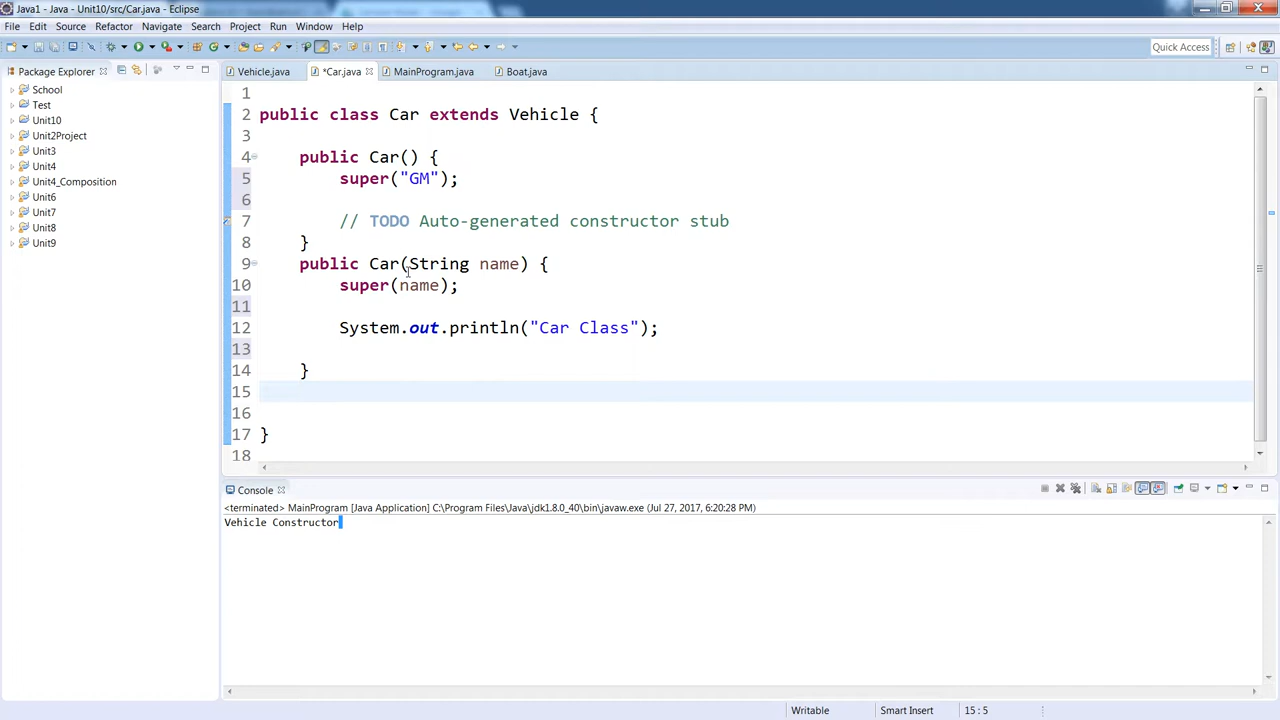 Java1 - Java - Unit10/src/Car.java - Eclipse
File Edit Source Refactor Navigate Search Project Run Window Help
Quick Access
Package Explorer
School
Test
Unit10
Unit2Project
Unit3
Unit4
Unit4_Composition
Unit6
Unit7
Unit8
Unit9
Vehicle.java *Car.java MainProgram.java Boat.java
1
2 public class Car extends Vehicle {
3
4 public Car() {
5 super("GM");
6
7 // TODO Auto-generated constructor stub
8 }
9 public Car(String name) {
10 super(name);
11
12 System.out.println("Car Class");
13
14 }
15
16
17 }
18
Console
<terminated> MainProgram [Java Application] C:\Program Files\Java\jdk1.8.0_40\bin\javaw.exe (Jul 27, 2017, 6:20:28 PM)
Vehicle Constructor
Writable Smart Insert 15 : 5